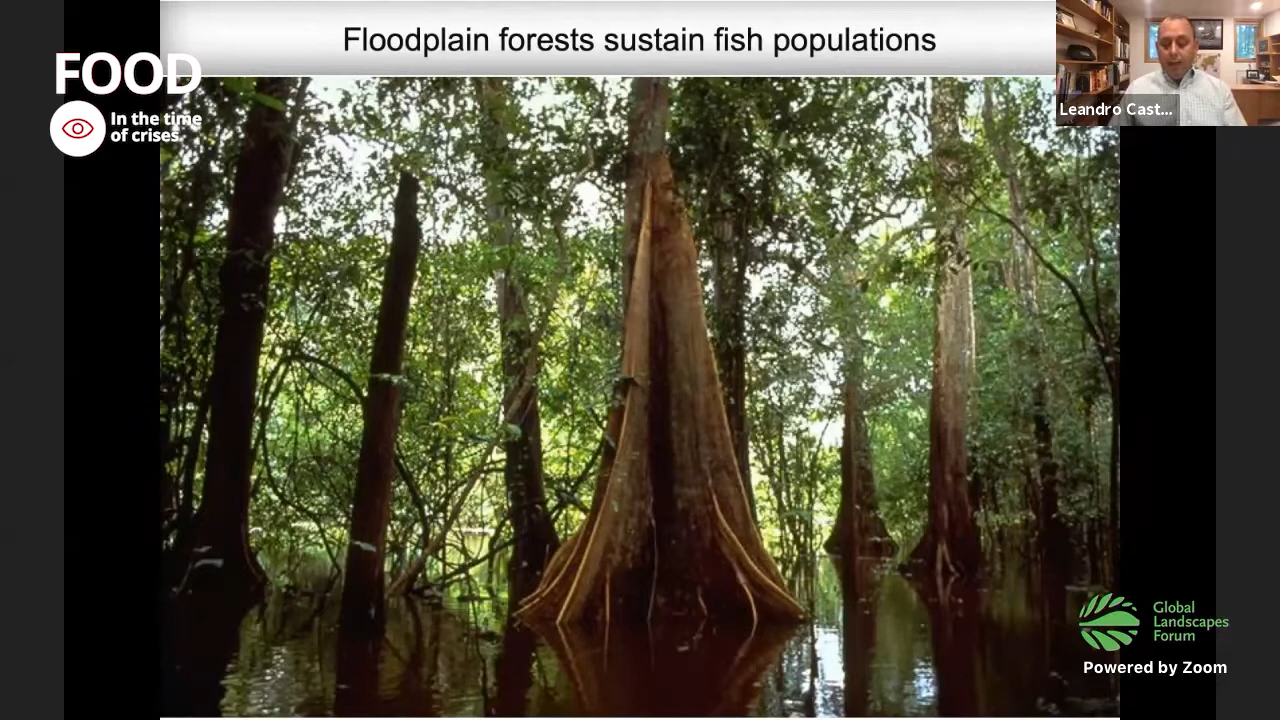 Floodplain forests sustain fish populations
FOOD
In the time
of crises.
Leandro Cast...
Global
Landscapes
Forum
Powered by Zoom